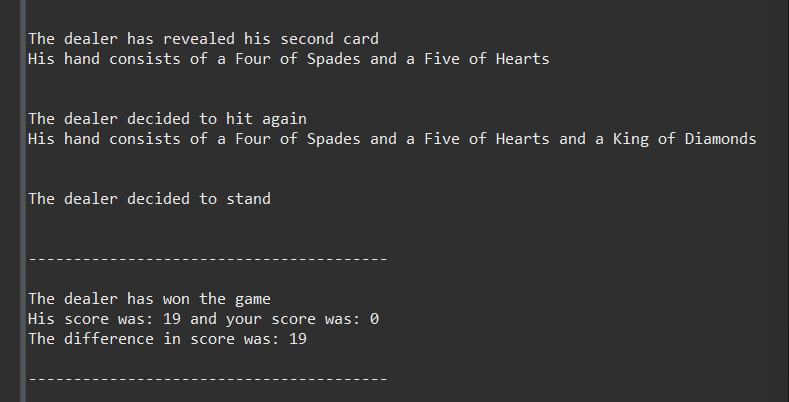 The dealer has revealed his second card
His hand consists of a Four of Spades and a Five of Hearts
The dealer decided to hit again
His hand consists of a Four of Spades and a Five of Hearts and a King of Diamonds
The dealer decided to stand
----------------------------------------
The dealer has won the game
His score was: 19 and your score was: 0
The difference in score was: 19
----------------------------------------